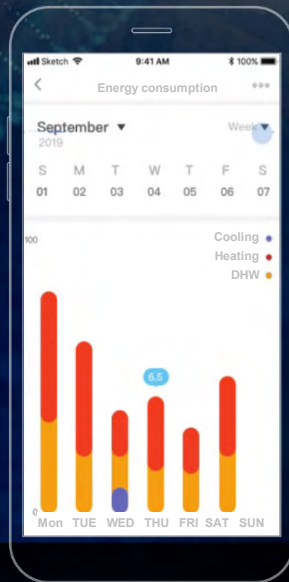 Sketch 9:41 AM 100%
Energy consumption
September
Week
2019
S M T W T F S
01 02 03 04 05 06 07
100
Cooling
Heating
DHW
6.5
0
Mon TUE WED THU FRI SAT SUN